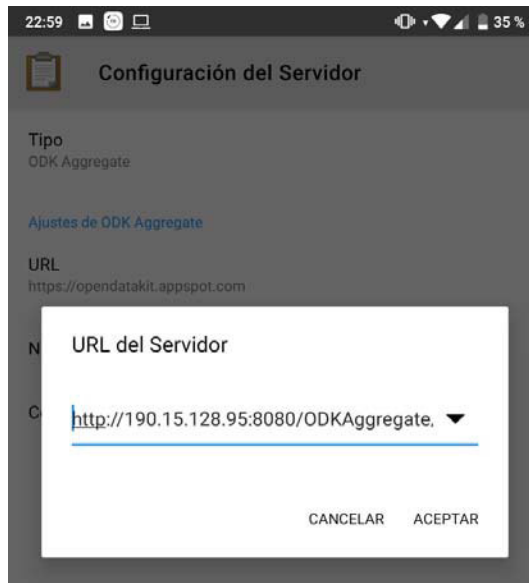 22:59 35 %
Configuración del Servidor
Tipo
ODK Aggregate
Ajustes de ODK Aggregate
URL
https://opendatakit.appspot.com
N
URL del Servidor
C
http://190.15.128.95:8080/ODKAggregate.
CANCELAR ACEPTAR